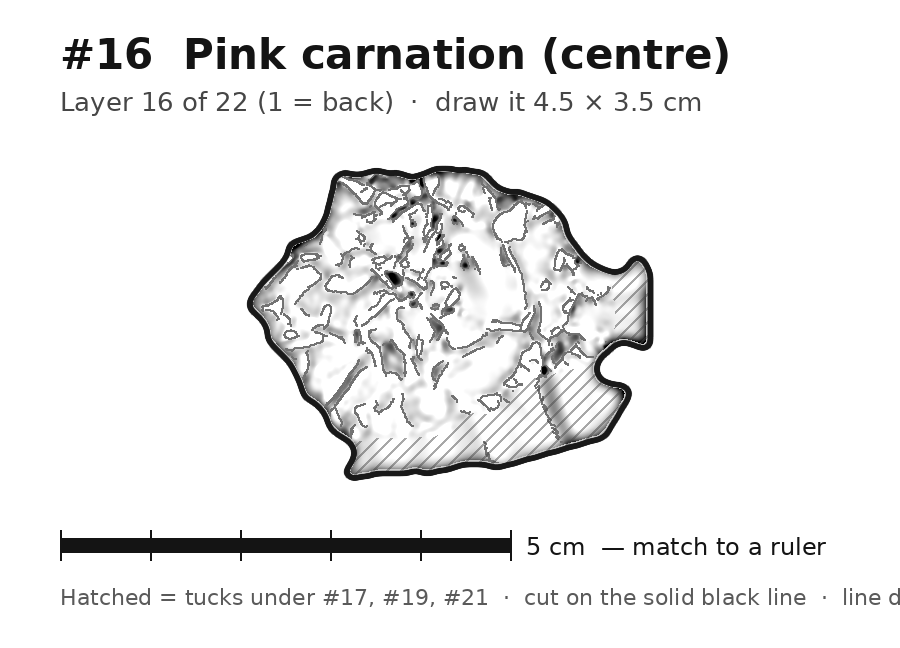 #16 Pink carnation (centre)
Layer 16 of 22 (1 = back) · draw it 4.5 × 3.5 cm
5 cm — match to a ruler
Hatched = tucks under #17, #19, #21 · cut on the solid black line · line d